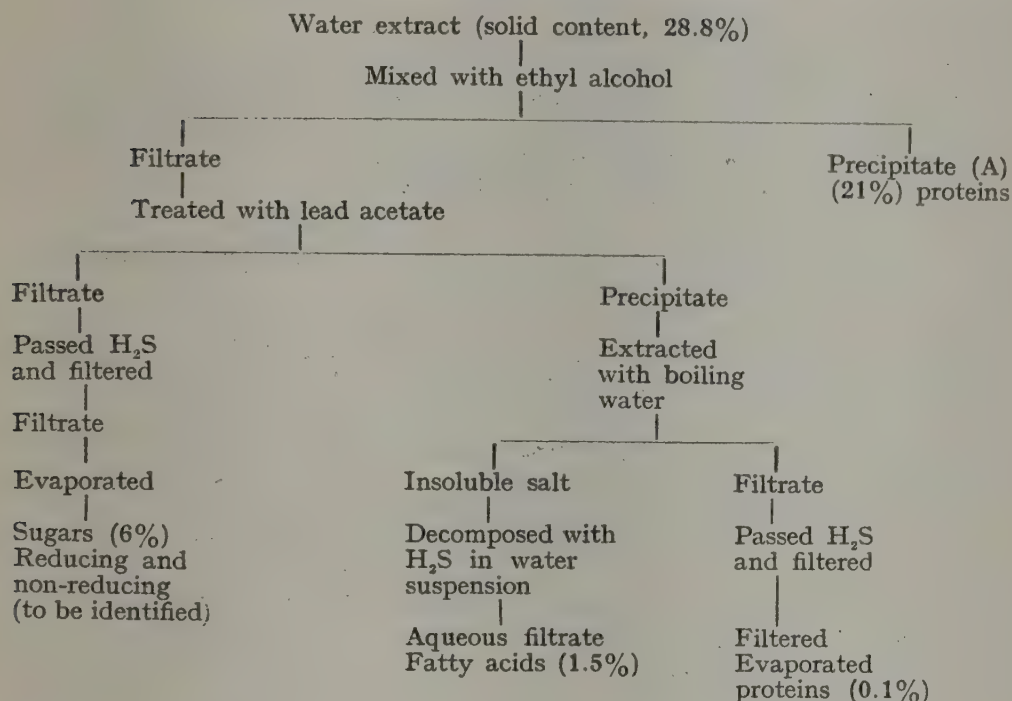 Water extract (solid content, 28.8%)
Mixed with ethyl alcohol
Filtrate
Treated with lead acetate
Precipitate (A)
(21%) proteins
Filtrate
Passed H₂S
and filtered
Filtrate
Evaporated
Sugars (6%)
Reducing and
non-reducing
(to be identified)
Precipitate
Extracted
with boiling
water
Insoluble salt
Decomposed with
H₂S in water
suspension
Aqueous filtrate
Fatty acids (1.5%)
Filtrate
Passed H₂S
and filtered
Filtered
Evaporated
proteins (0.1%)